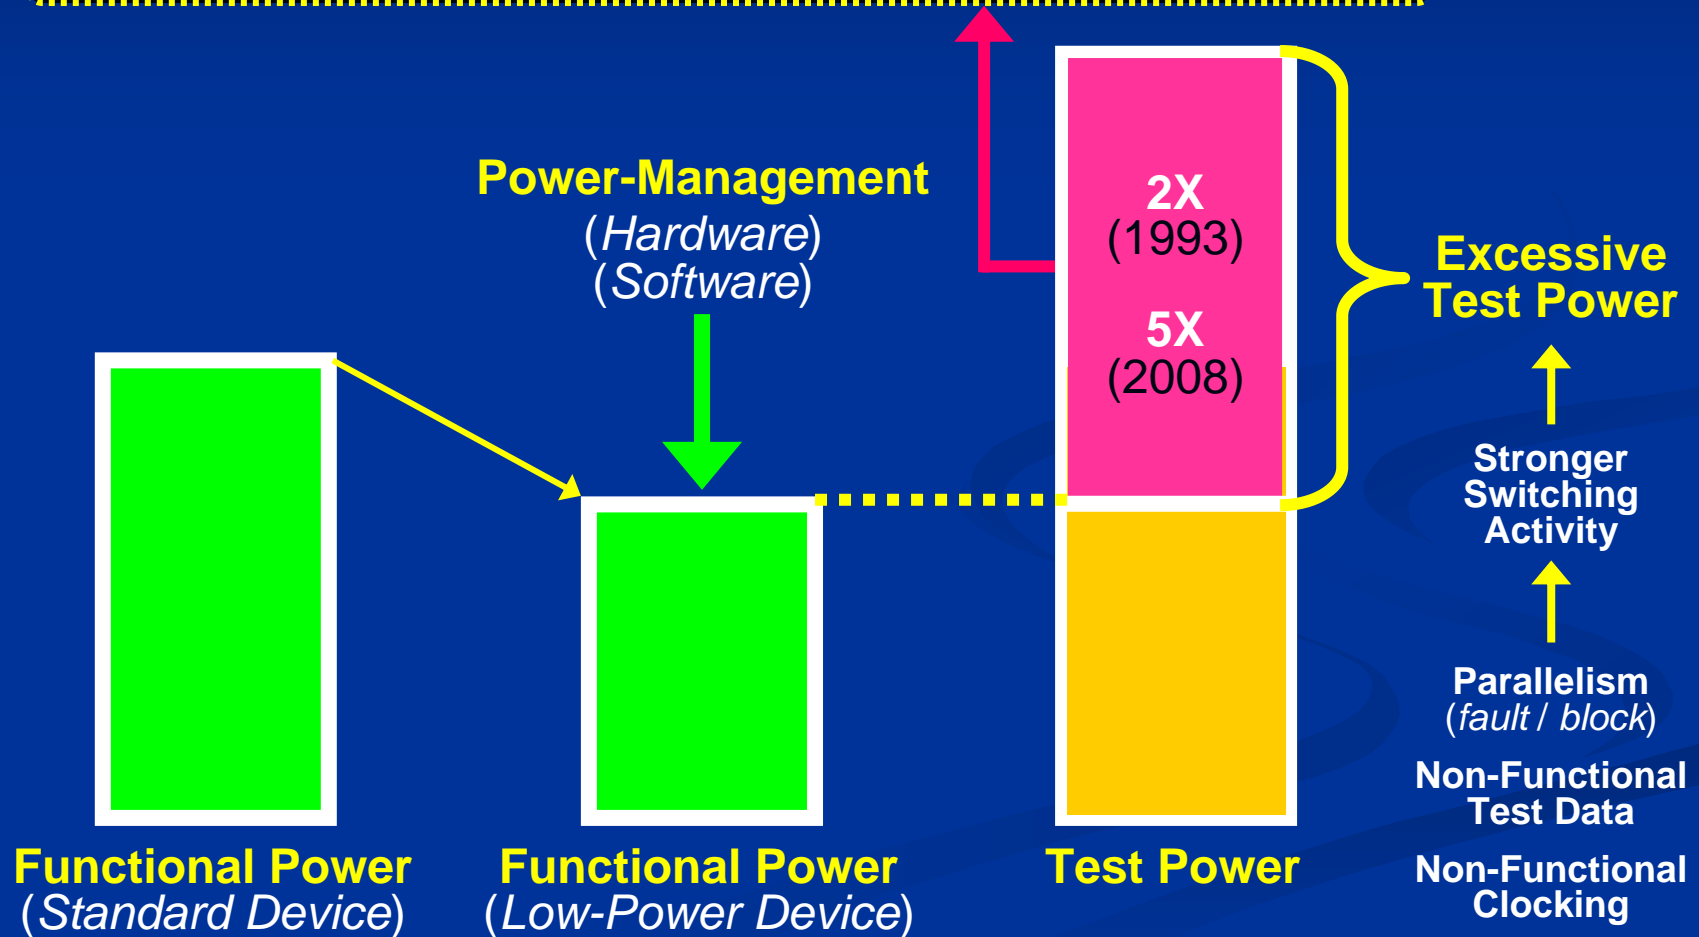 Power-Management
(Hardware)
(Software)
2X
(1993)
5X
(2008)
Excessive
Test Power
Stronger
Switching
Activity
Parallelism
(fault / block)
Non-Functional
Test Data
Non-Functional
Clocking
Functional Power
(Standard Device)
Functional Power
(Low-Power Device)
Test Power